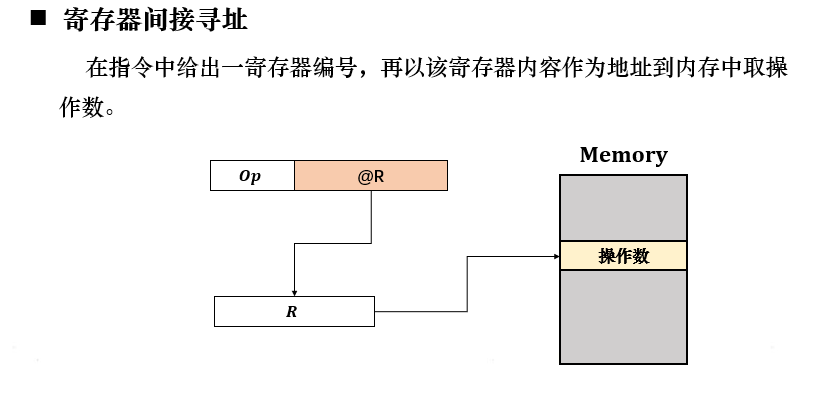 ■ 寄存器间接寻址
在指令中给出一寄存器编号，再以该寄存器内容作为地址到内存中取操
作数。
Memory
Op @R
操作数
R